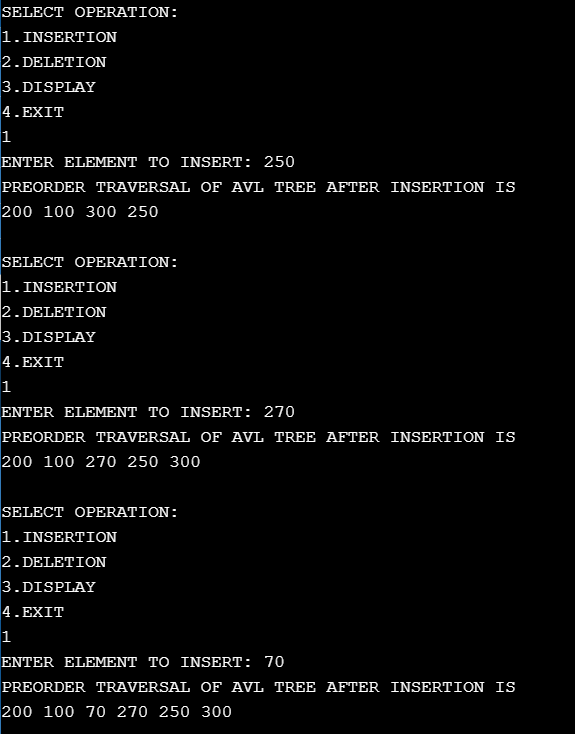 SELECT OPERATION:
1.INSERTION
2.DELETION
3.DISPLAY
4.EXIT
1
ENTER ELEMENT TO INSERT: 250
PREORDER TRAVERSAL OF AVL TREE AFTER INSERTION IS
200 100 300 250
SELECT OPERATION:
1.INSERTION
2.DELETION
3.DISPLAY
4.EXIT
1
ENTER ELEMENT TO INSERT: 270
PREORDER TRAVERSAL OF AVL TREE AFTER INSERTION IS
200 100 270 250 300
SELECT OPERATION:
1.INSERTION
2.DELETION
3.DISPLAY
4.EXIT
1
ENTER ELEMENT TO INSERT: 70
PREORDER TRAVERSAL OF AVL TREE AFTER INSERTION IS
200 100 70 270 250 300